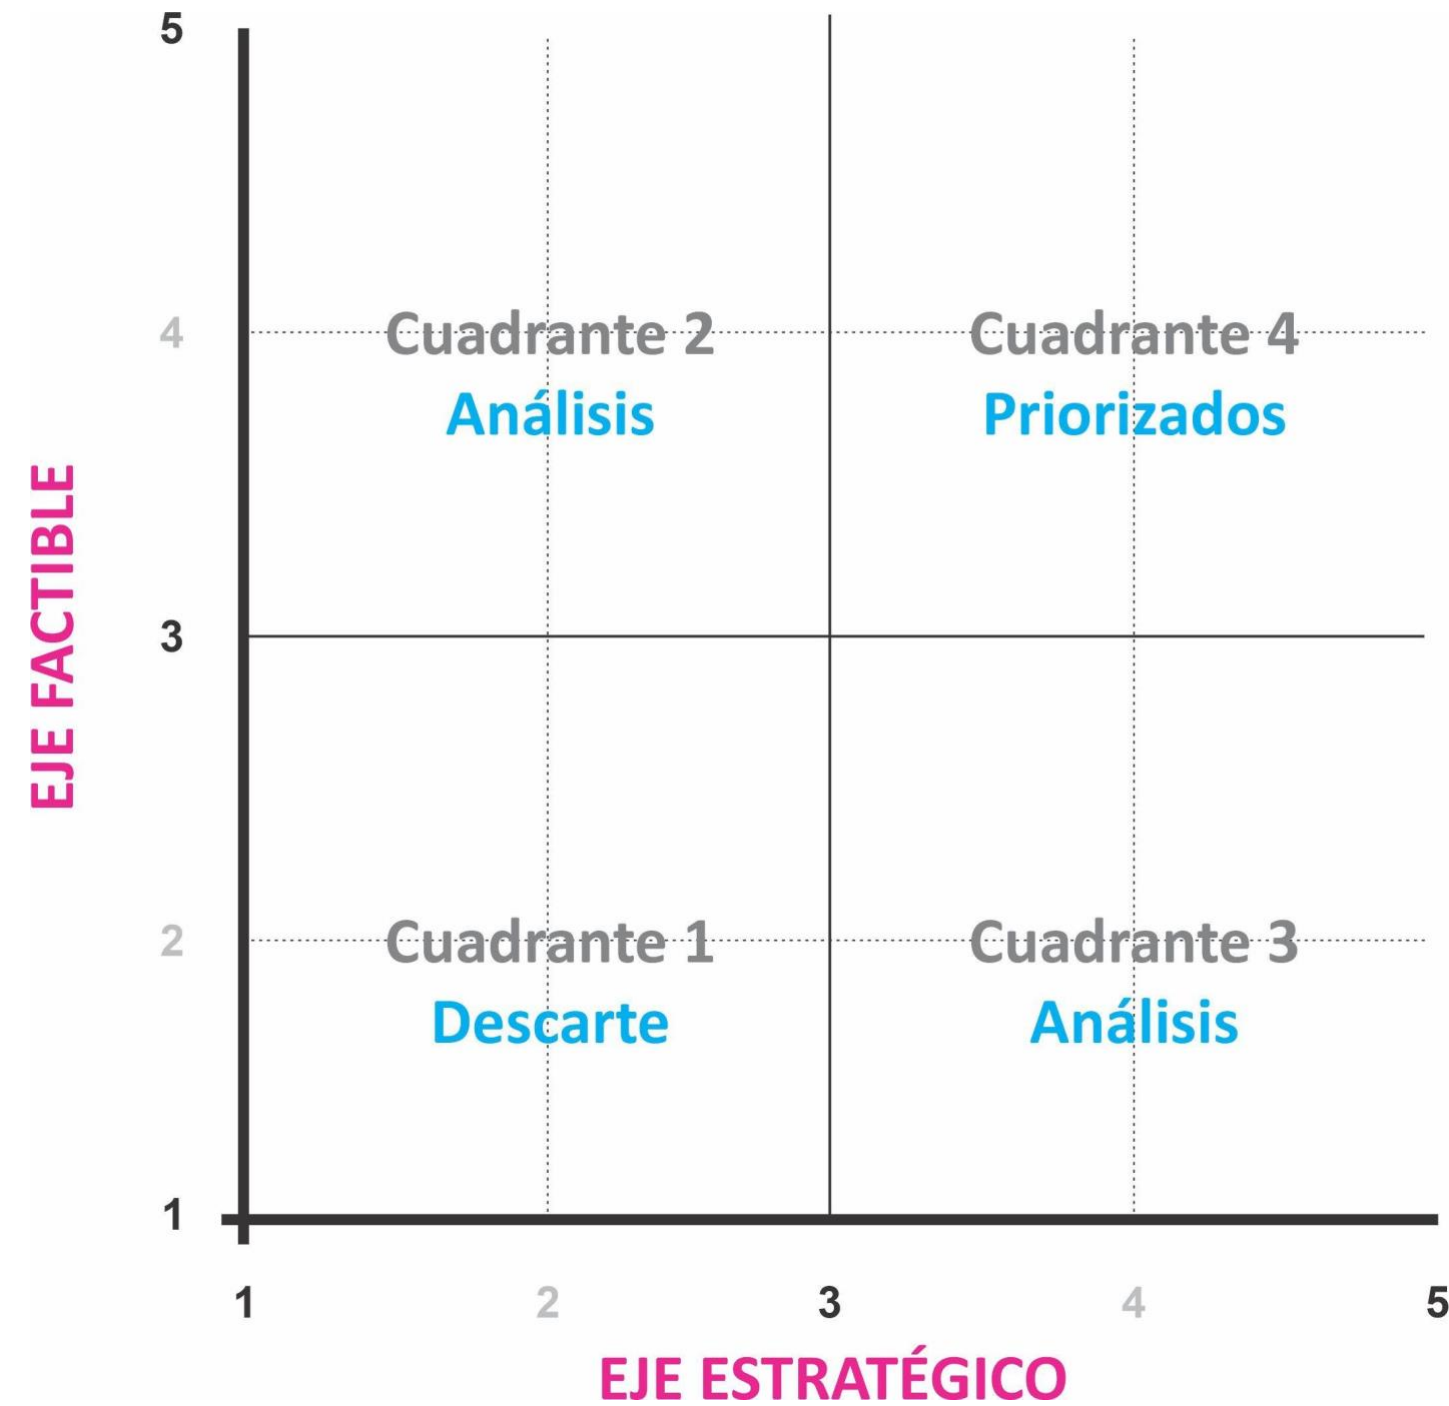 5
4
Cuadrante 2
Cuadrante 4
Análisis
Priorizados
EJE FACTIBLE
3
2
Cuadrante 1
Cuadrante 3
Descarte
Análisis
1
1 2 3 4 5
EJE ESTRATÉGICO